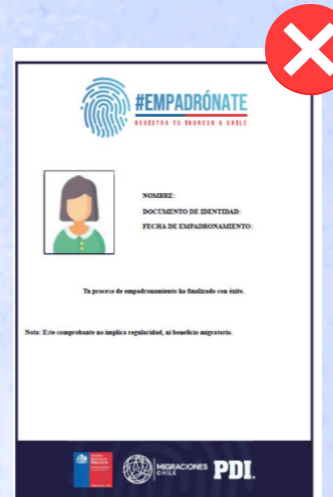 #EMPADRÓNATE
REGISTRA TU INGRESO A CHILE
NOMBRE:
DOCUMENTO DE IDENTIDAD:
FECHA DE EMPADRONAMIENTO:
Tu proceso de empadronamiento ha finalizado con éxito.
Nota: Este comprobante no implica regularidad, ni beneficio migratorio.
MIGRACIONES
CHILE
PDI.